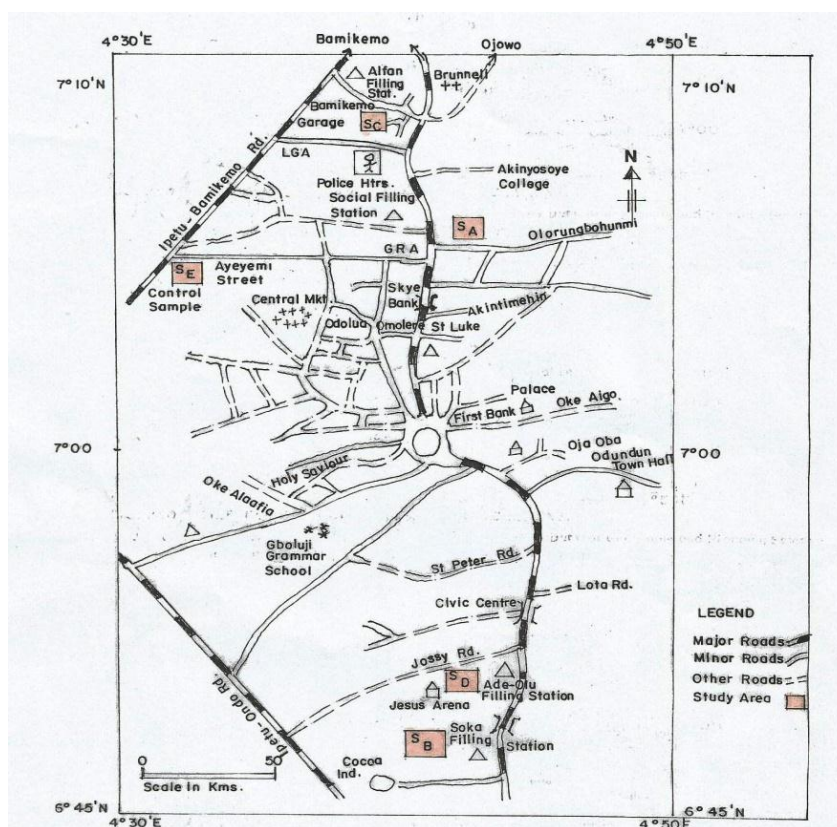 4°30'E
Bamikemo
Ojowo
4°50'E
7°10'N
7°10'N
Alfan
Filling
Stat.
Brunnell
Bamikemo
Garage
SC
LGA
Ipetu-Bamikemo Rd.
Police Htrs.
Social Filling
Station
Akinyosoye
College
N
SA
Olorungbohunmi
GRA
SE
Ayeyemi
Street
Control
Sample
Skye
Bank
Central Mkt.
Akintimehin
Odolua
Omolere
St Luke
Palace
First Bank
Oke Aigo.
7°00
7°00
Oja Oba
Odundun
Town Hall
Holy Saviour
Oke Alaafia
Gboluji
Grammar
School
St Peter Rd.
Lota Rd.
Civic Centre
LEGEND
Major Roads
Minor Roads
Other Roads
Study Area
Jossy Rd.
SD
Ade-Olu
Filling Station
Jesus Arena
Ipetu-Ondo Rd.
SB
Soka
Filling
Station
Cocoa
Ind.
0 50
Scale In Kms.
6°45'N
6°45'N
4°30'E
4°50'E